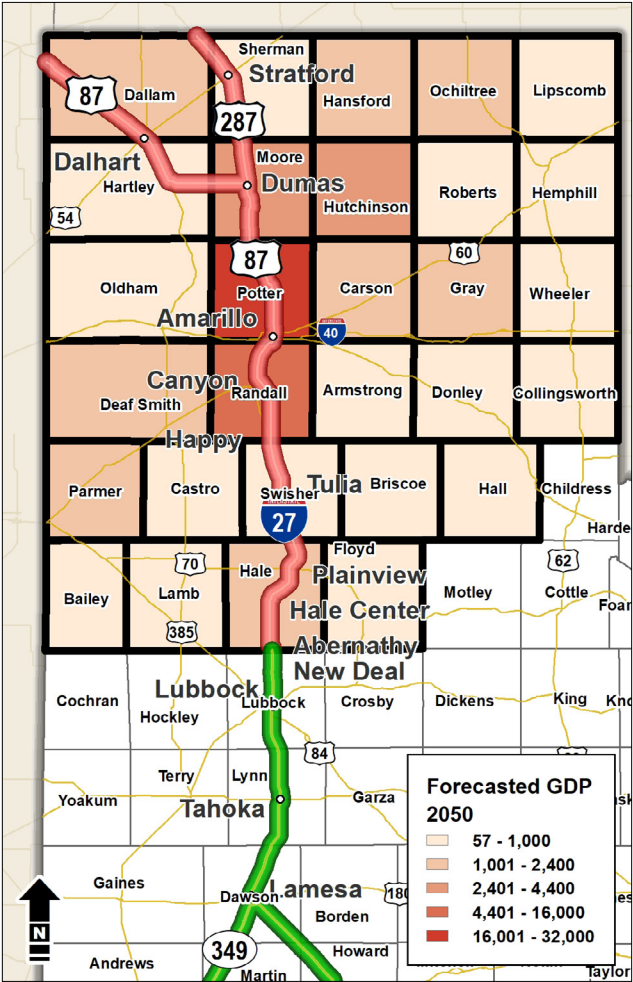 Sherman
Stratford
87
Dallam
Hansford
Ochiltree
Lipscomb
287
Dalhart
Hartley
Moore
Dumas
Hutchinson
Roberts
Hemphill
54
87
60
Oldham
Potter
Carson
Gray
Wheeler
Amarillo
40
Canyon
Randall
Armstrong
Donley
Collingsworth
Deaf Smith
Happy
Parmer
Castro
Swisher
Tulia
Briscoe
Hall
Childress
27
Harde
Floyd
70
Hale
Plainview
62
Bailey
Lamb
Hale Center
Motley
Cottle
Foar
385
Abernathy
New Deal
Lubbock
Cochran
Hockley
Lubbock
Crosby
Dickens
King
Kno
84
Terry
Lynn
Yoakum
Tahoka
Garza
Forecasted GDP
2050
57 - 1,000
1,001 - 2,400
2,401 - 4,400
4,401 - 16,000
16,001 - 32,000
Gaines
Dawson
Lamesa
180
Borden
N
349
Howard
Andrews
Martin
Taylor